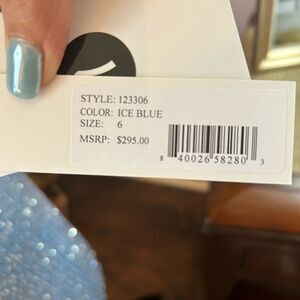 STYLE: 123306
COLOR: ICE BLUE
SIZE: 6
MSRP: $295.00
8 40026 58280 3